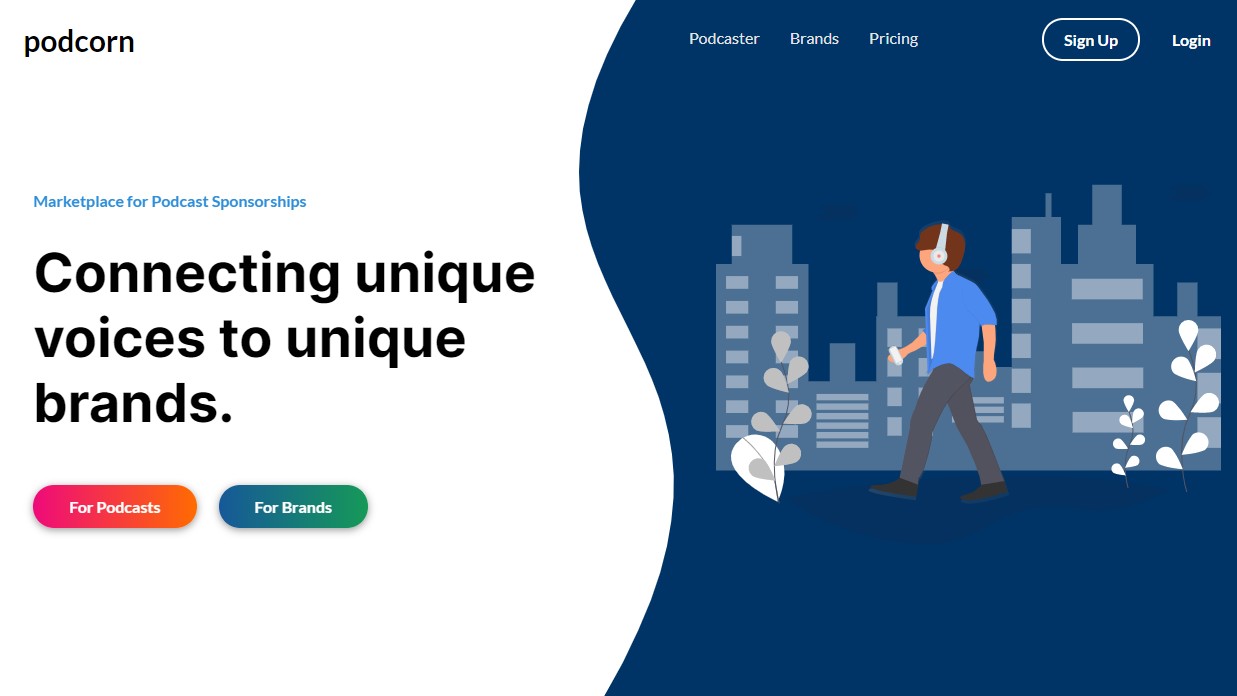 podcorn
Podcaster
Brands
Pricing
Sign Up
Login
Marketplace for Podcast Sponsorships
Connecting unique
voices to unique
brands.
For Podcasts
For Brands